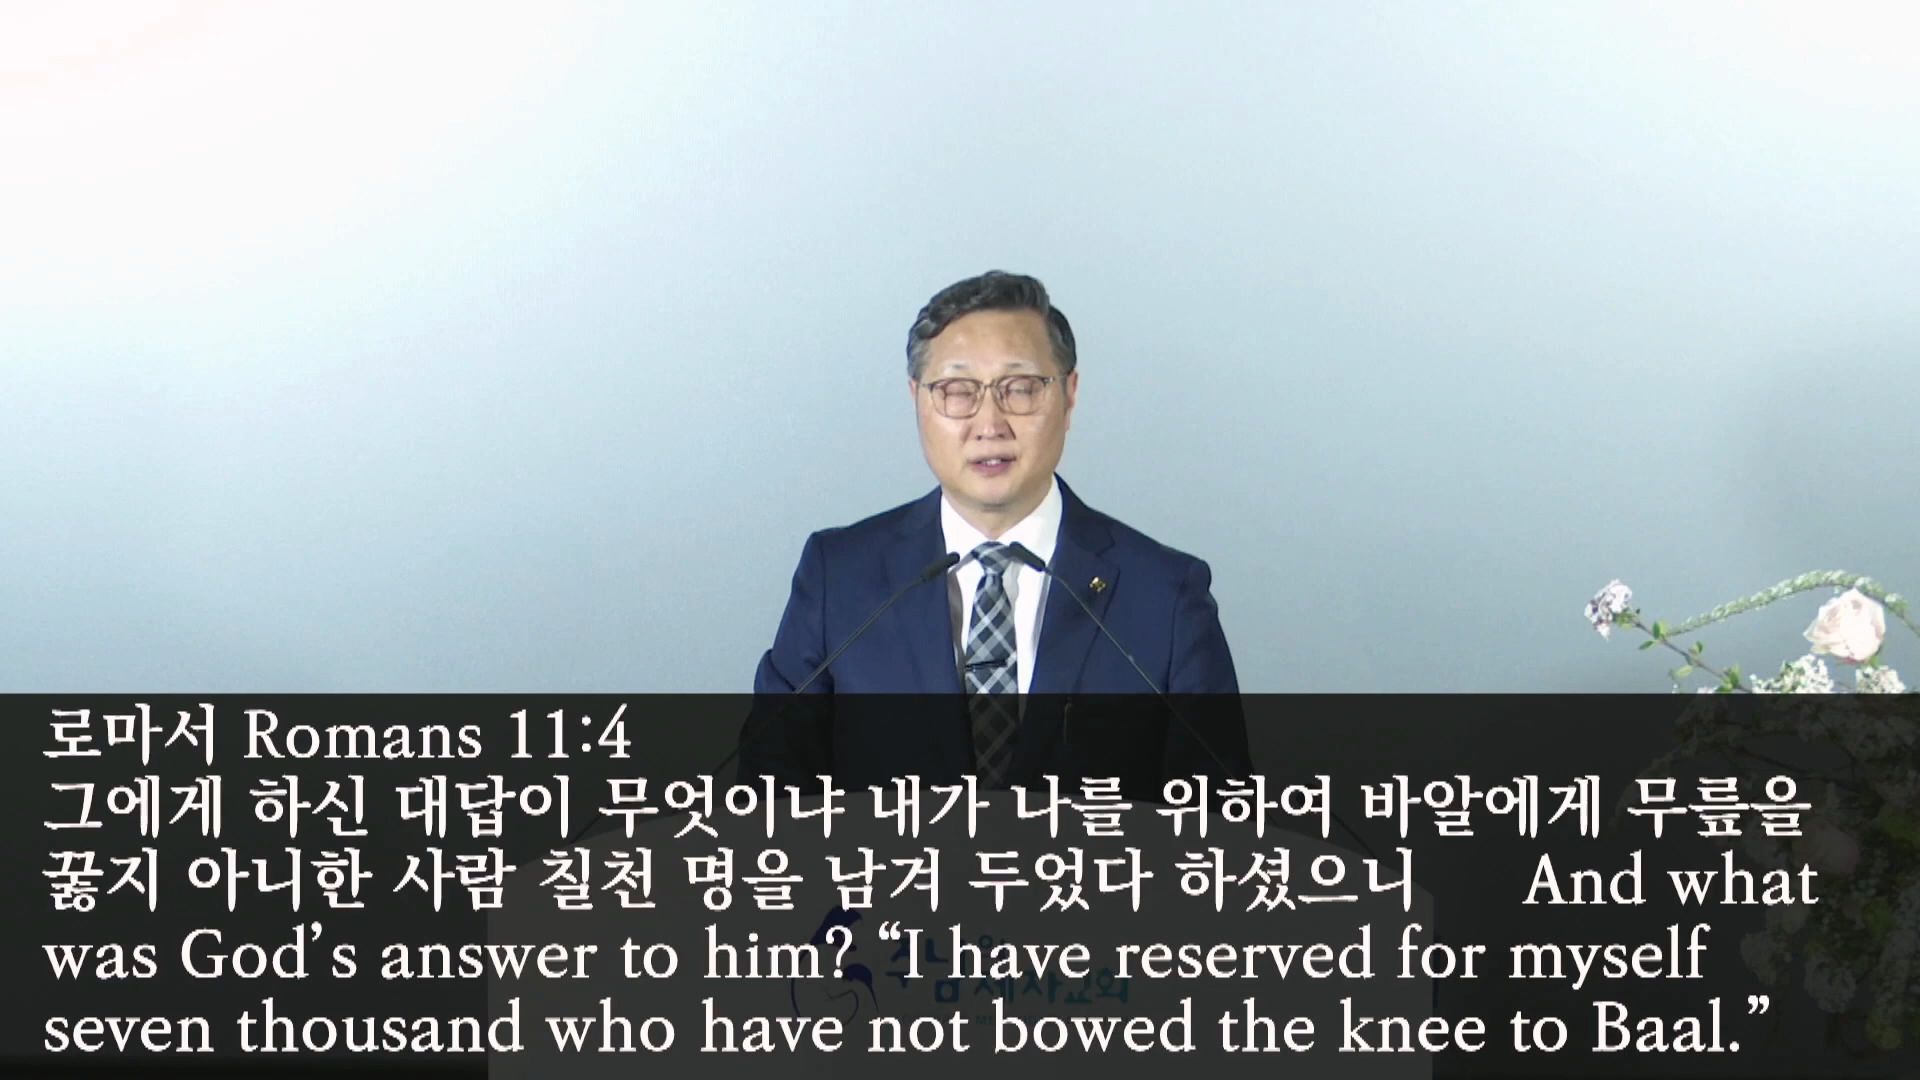 로마서 Romans 11:4
그에게 하신 대답이 무엇이냐 내가 나를 위하여 바알에게 무릎을
꿇지 아니한 사람 칠천 명을 남겨 두었다 하셨으니 And what
was God’s answer to him? “I have reserved for myself
seven thousand who have not bowed the knee to Baal.”